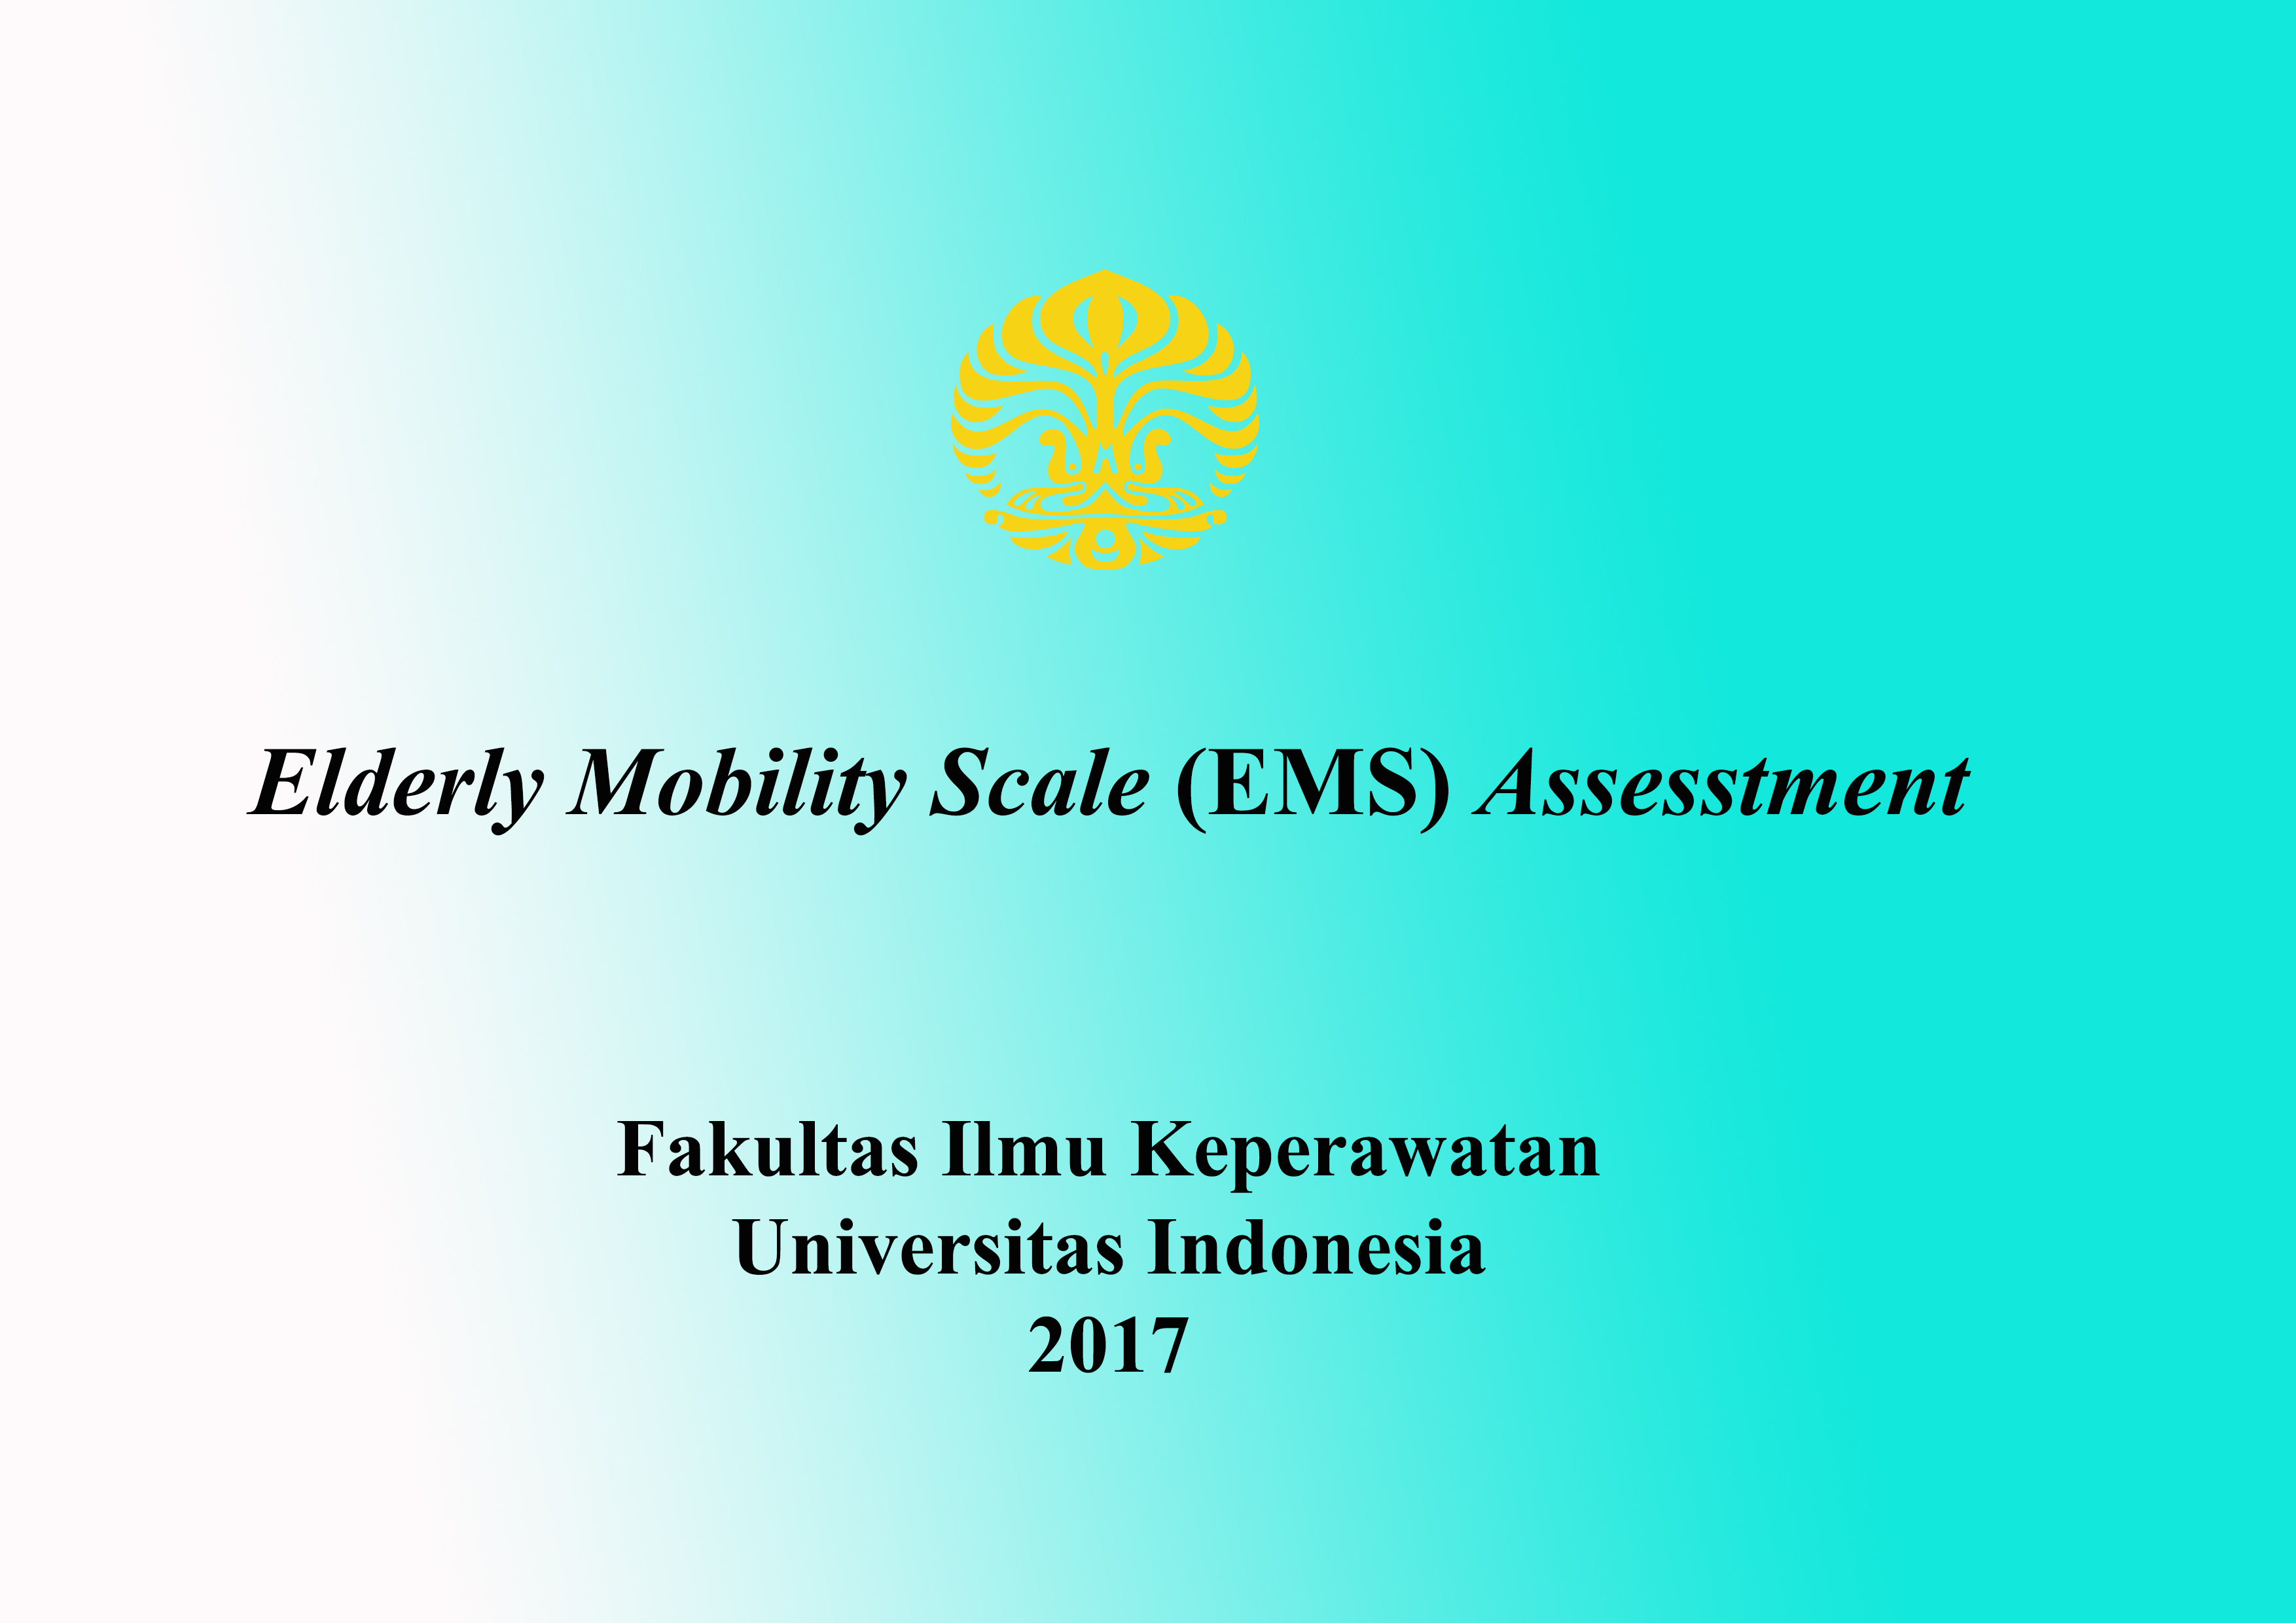 Elderly Mobility Scale (EMS) Assesstment
Fakultas Ilmu Keperawatan
Universitas Indonesia
2017